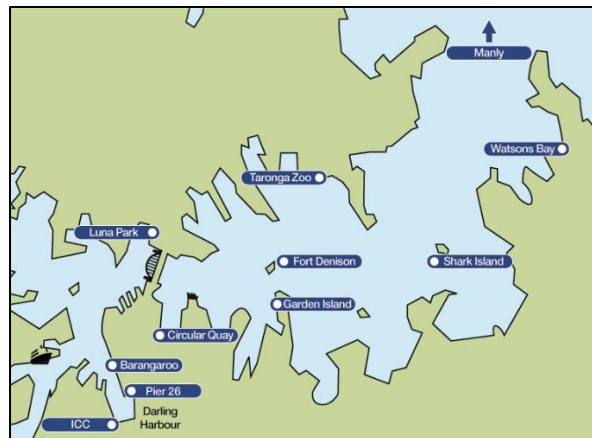 Manly
Watsons Bay
Taronga Zoo
Luna Park
Fort Denison
Shark Island
Garden Island
Circular Quay
Barangaroo
Pier 26
Darling
Harbour
ICC